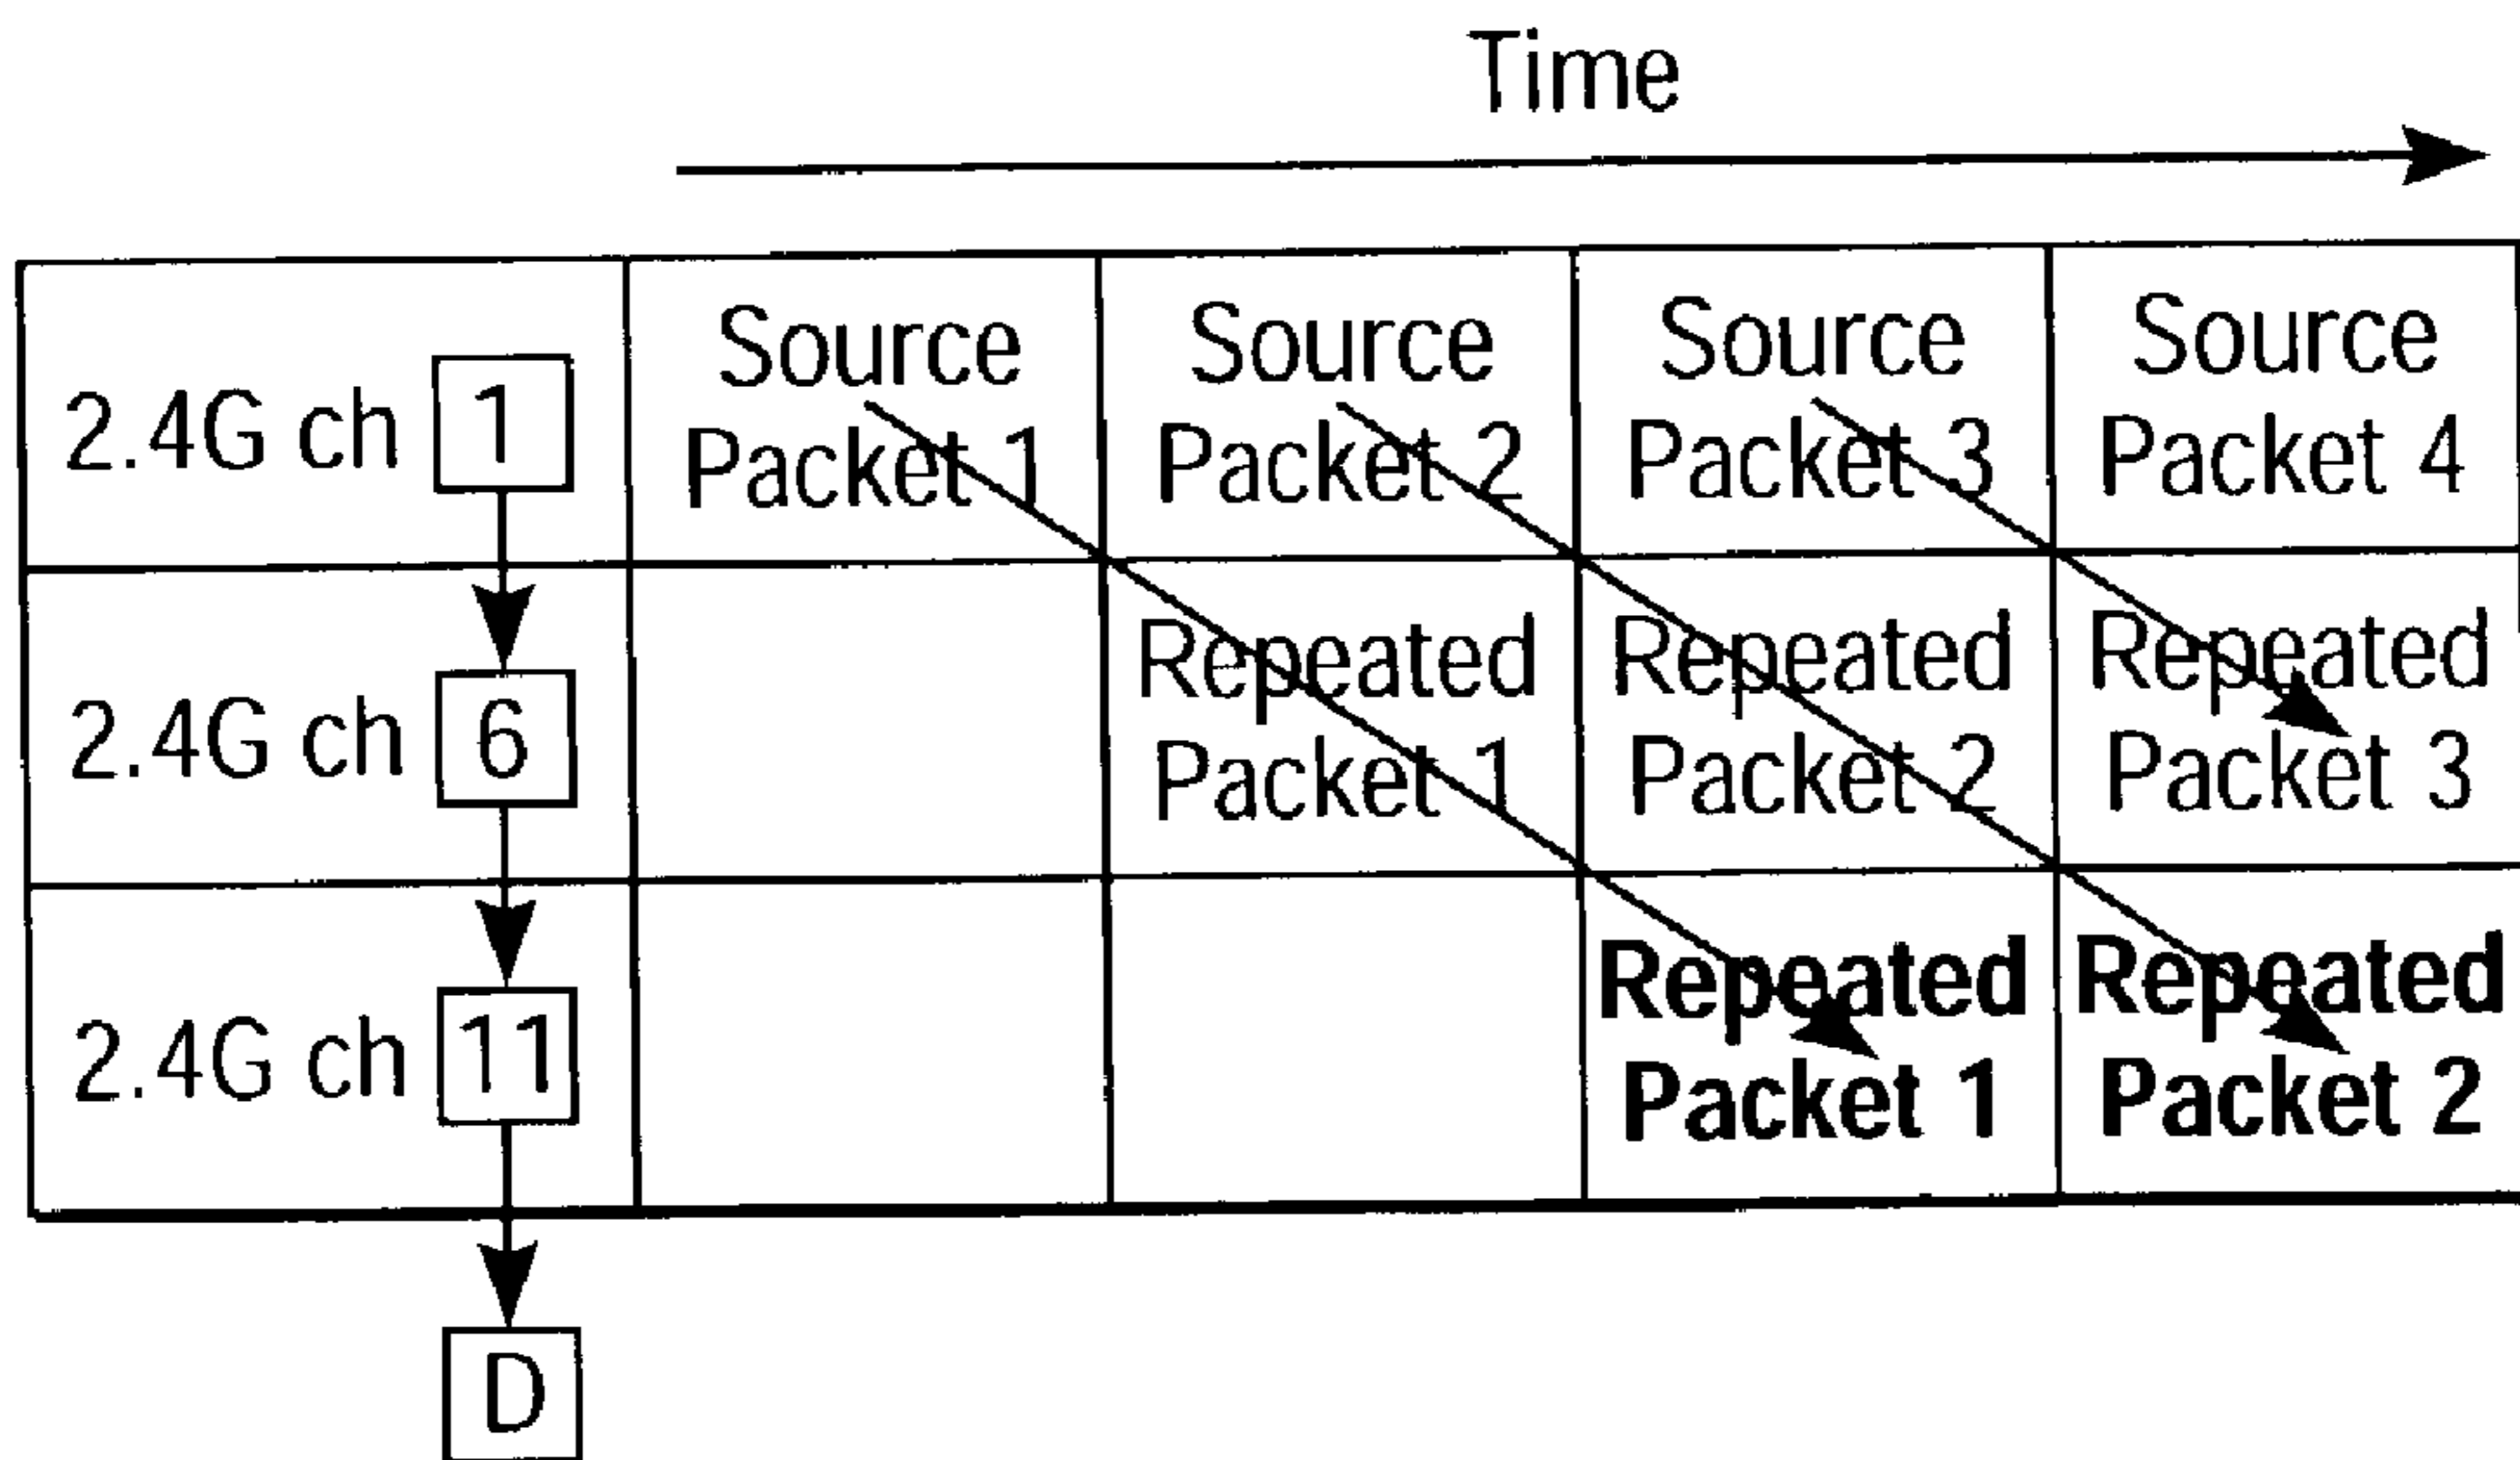 Time
2.4G ch 1
Source
Packet 1
Source
Packet 2
Source
Packet 3
Source
Packet 4
2.4G ch 6
Repeated
Packet 1
Repeated
Packet 2
Repeated
Packet 3
2.4G ch 11
Repeated
Packet 1
Repeated
Packet 2
D